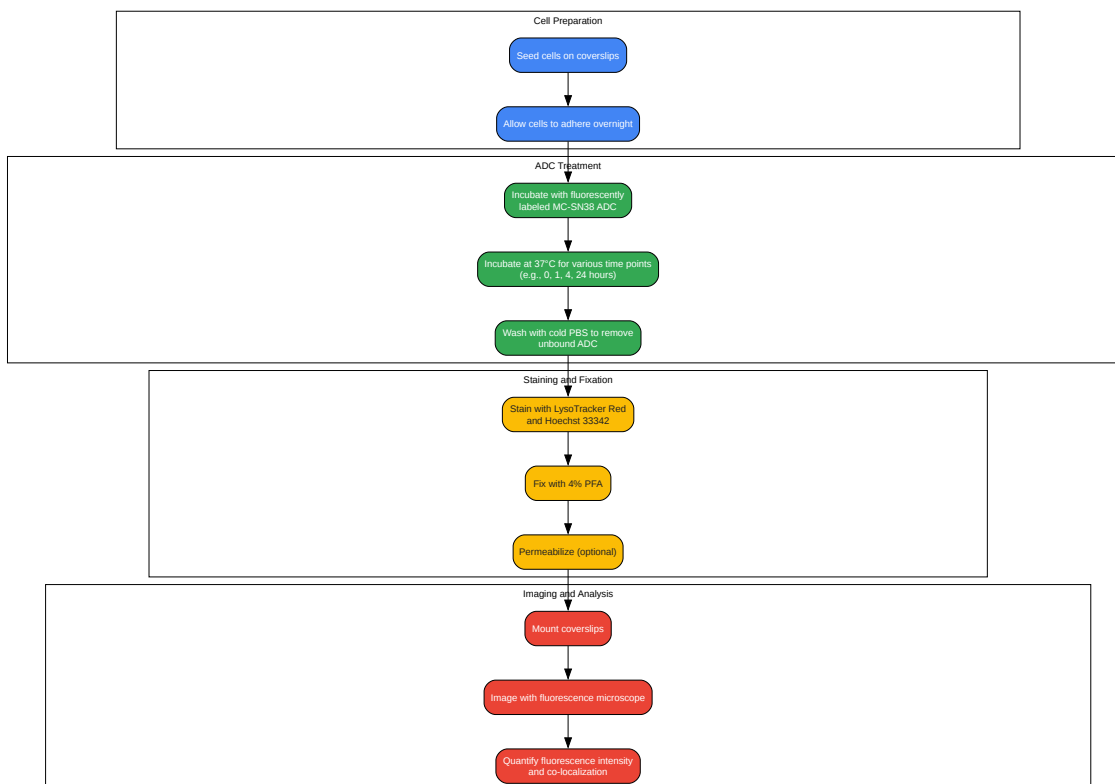 Cell Preparation
Seed cells on coverslips
Allow cells to adhere overnight
ADC Treatment
Incubate with fluorescently
labeled MC-SN38 ADC
Incubate at 37°C for various time points
(e.g., 0, 1, 4, 24 hours)
Wash with cold PBS to remove
unbound ADC
Staining and Fixation
Stain with LysoTracker Red
and Hoechst 33342
Fix with 4% PFA
Permeabilize (optional)
Imaging and Analysis
Mount coverslips
Image with fluorescence microscope
Quantify fluorescence intensity
and co-localization